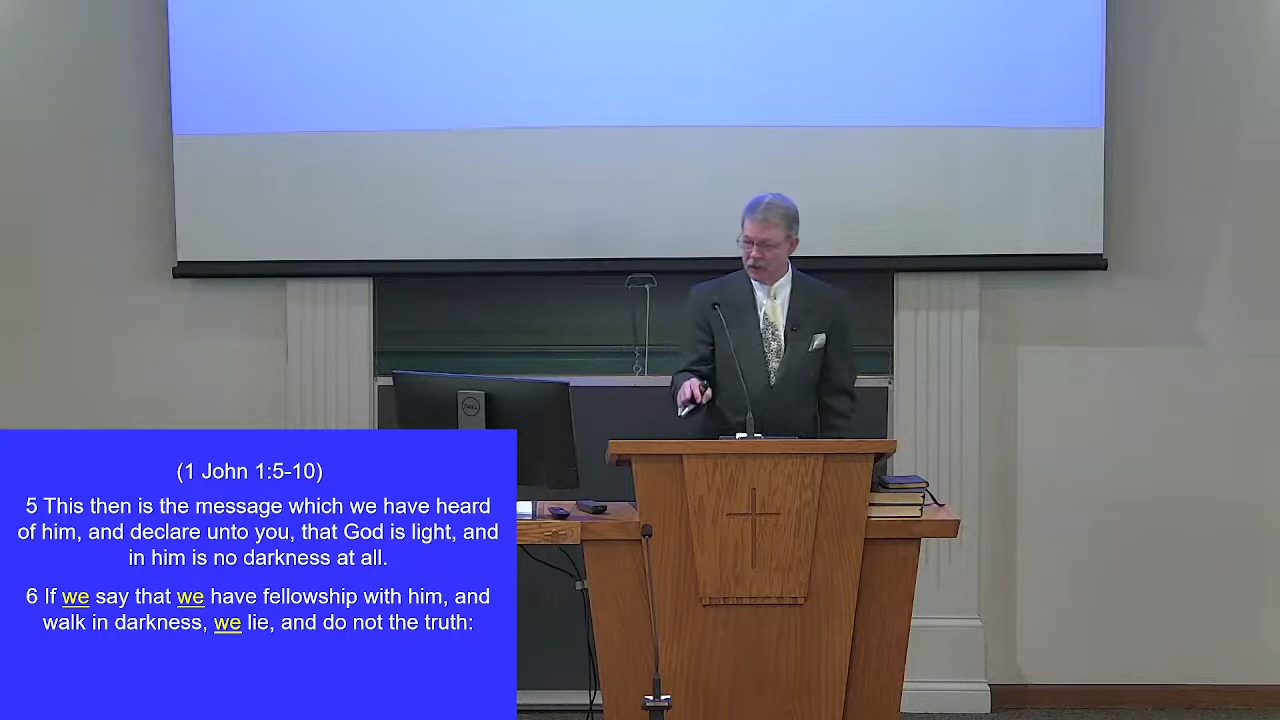 DELL
(1 John 1:5-10)
5 This then is the message which we have heard
of him, and declare unto you, that God is light, and
in him is no darkness at all.
6 If we say that we have fellowship with him, and
walk in darkness, we lie, and do not the truth: